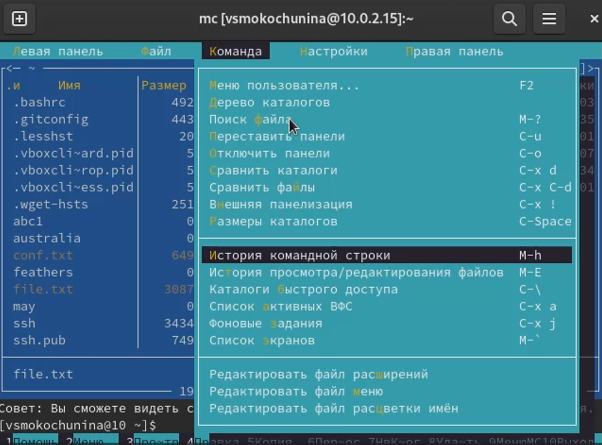 mc [vsmokochunina@10.0.2.15]:~
Левая панель Файл Команда Настройки Правая панель
<─ ~ ]>
.и Имя Размер
.bashrc 492
.gitconfig 443
.lesshst 20
.vboxcli~ard.pid 5
.vboxcli~rop.pid 5
.vboxcli~ess.pid 5
.wget-hsts 251
abc1 0
australia 0
conf.txt 649
feathers 0
file.txt 3087
may 0
ssh 3434
ssh.pub 749
file.txt
19
Меню пользователя... F2
Дерево каталогов
Поиск файла M-?
Переставить панели C-u
Отключить панели C-o
Сравнить каталоги C-x d
Сравнить файлы C-x C-d
Внешняя панелизация C-x !
Размеры каталогов C-Space
История командной строки M-h
История просмотра/редактирования файлов M-E
Каталоги быстрого доступа C-\
Список активных ВФС C-x a
Фоновые задания C-x j
Список экранов M-`
Редактировать файл расширений
Редактировать файл меню
Редактировать файл расцветки имён
Совет: Вы сможете видеть с
[vsmokochunina@10 ~]$